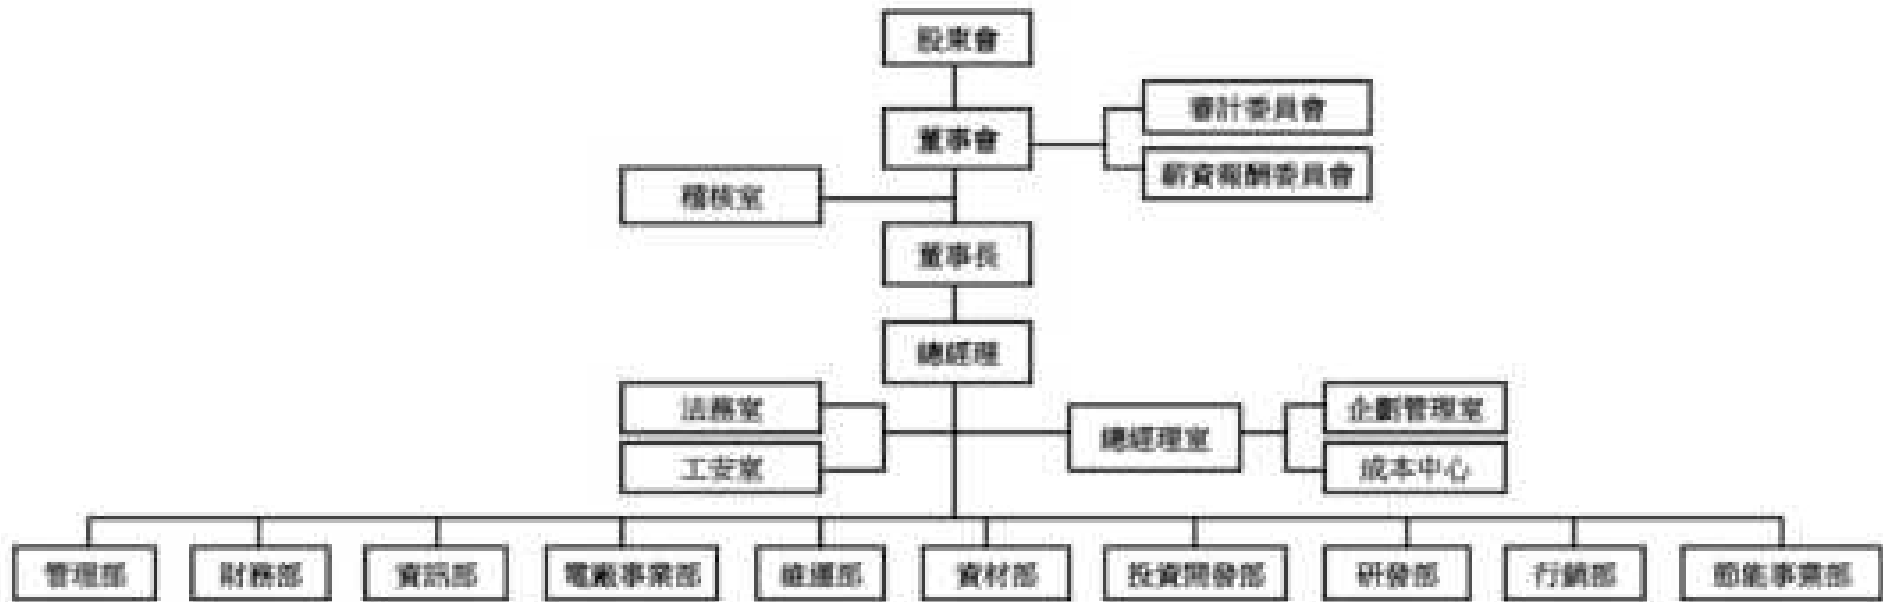 股東會
董事會
審計委員會
薪資報酬委員會
稽核室
董事長
總經理
法務室
工安室
總經理室
企劃管理室
成本中心
管理部
財務部
資訊部
電廠事業部
維運部
資材部
投資開發部
研發部
行銷部
節能事業部